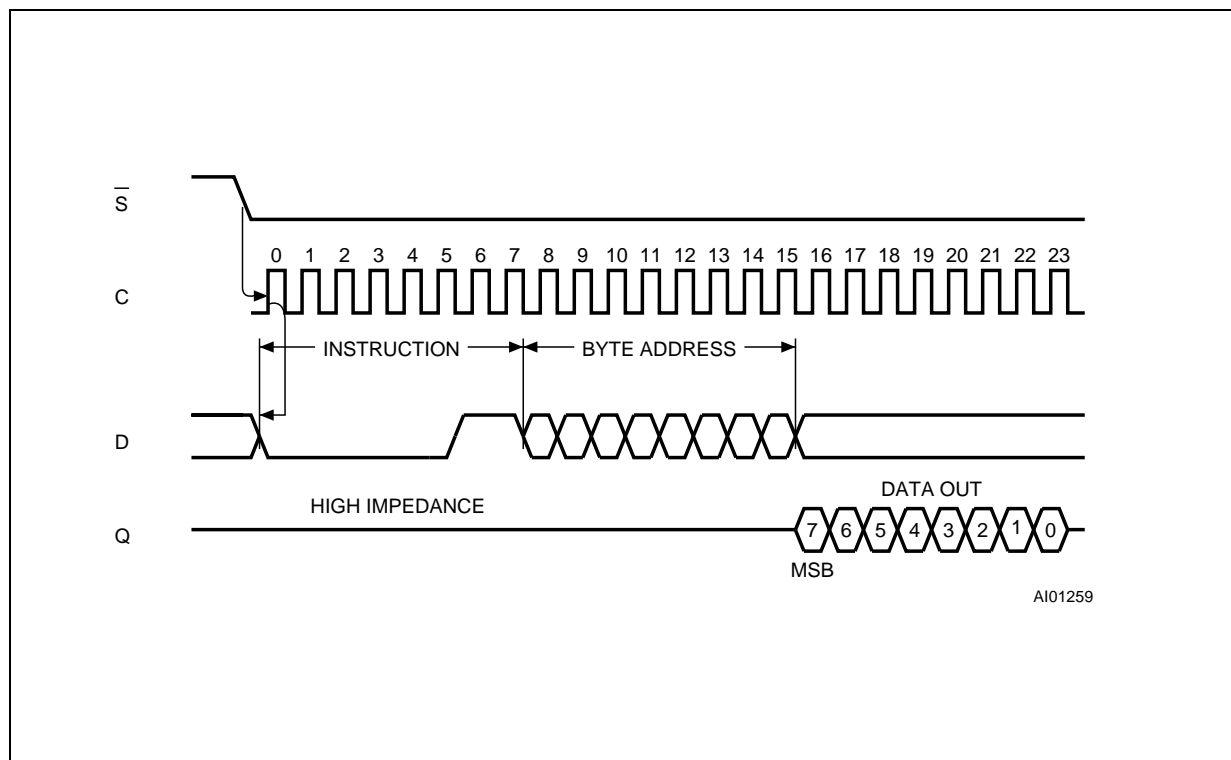 S̅
0 1 2 3 4 5 6 7 8 9 10 11 12 13 14 15 16 17 18 19 20 21 22 23
C
INSTRUCTION BYTE ADDRESS
D
DATA OUT
HIGH IMPEDANCE
Q 7 6 5 4 3 2 1 0
MSB
AI01259